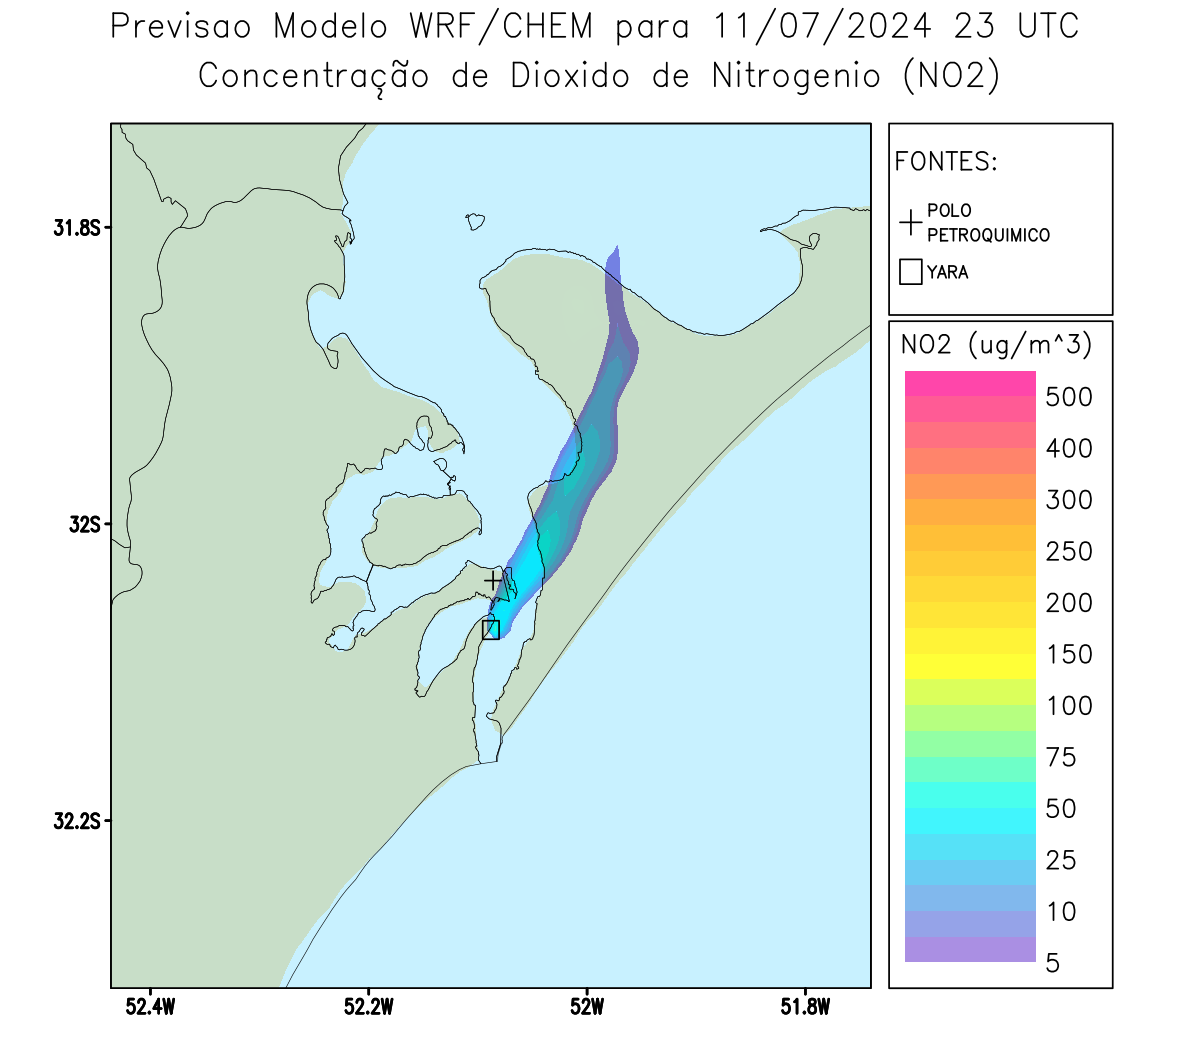 Previsao Modelo WRF/CHEM para 11/07/2024 23 UTC
Concentração de Dioxido de Nitrogenio (NO2)
FONTES:
POLO
PETROQUIMICO
YARA
NO2 (ug/m^3)
500
400
300
250
200
150
100
75
50
25
10
5
31.8S
32S
32.2S
52.4W
52.2W
52W
51.8W